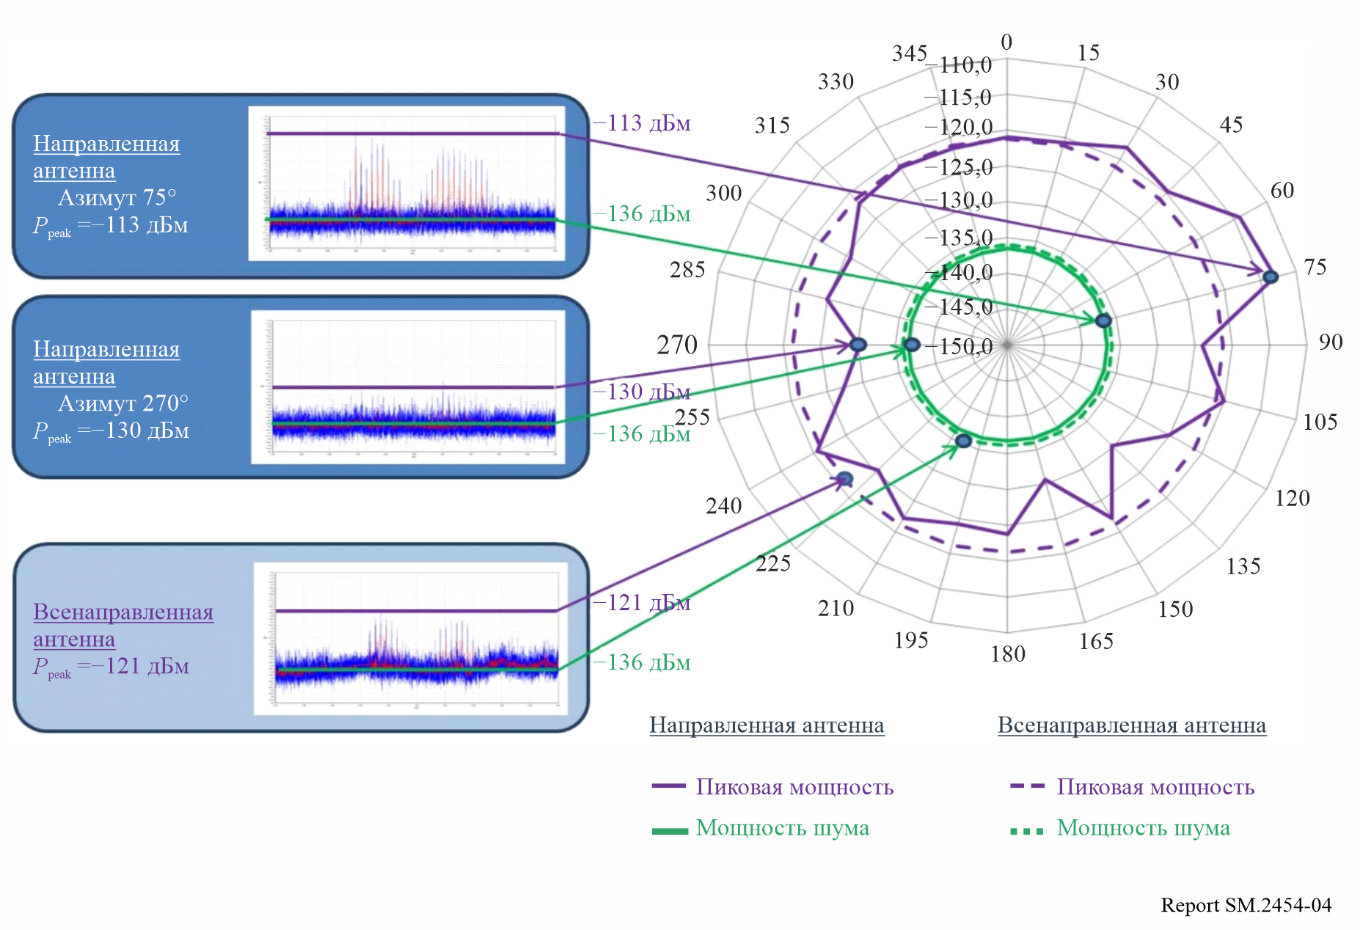 Направленная
антенна
Азимут 75°
Ppeak =−113 дБм
Направленная
антенна
Азимут 270°
Ppeak =−130 дБм
Всенаправленная
антенна
Ppeak =−121 дБм
−113 дБм
−136 дБм
−130 дБм
−136 дБм
−121 дБм
−136 дБм
0
15
30
45
60
75
90
105
120
135
150
165
180
195
210
225
240
255
270
285
300
315
330
345
−110,0
−115,0
−120,0
−125,0
−130,0
−135,0
−140,0
−145,0
−150,0
Направленная антенна
Пиковая мощность
Мощность шума
Всенаправленная антенна
Пиковая мощность
Мощность шума
Report SM.2454-04